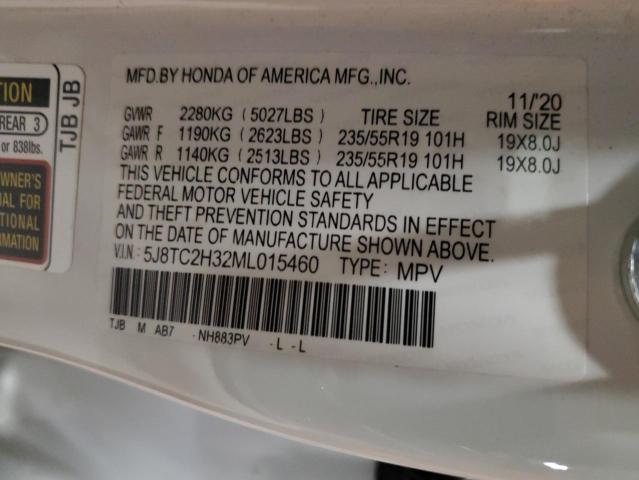 TION
REAR 3
or 838lbs.
WNER'S
AL FOR
TIONAL
RMATION
TJB JB
MFD.BY HONDA OF AMERICA MFG.,INC.
11/'20
GVWR 2280KG (5027LBS) TIRE SIZE RIM SIZE
GAWR F 1190KG (2623LBS) 235/55R19 101H 19X8.0J
GAWR R 1140KG (2513LBS) 235/55R19 101H 19X8.0J
THIS VEHICLE CONFORMS TO ALL APPLICABLE
FEDERAL MOTOR VEHICLE SAFETY
AND THEFT PREVENTION STANDARDS IN EFFECT
ON THE DATE OF MANUFACTURE SHOWN ABOVE.
V.I.N.: 5J8TC2H32ML015460 TYPE: MPV
TJB M AB7 -NH883PV -L -L